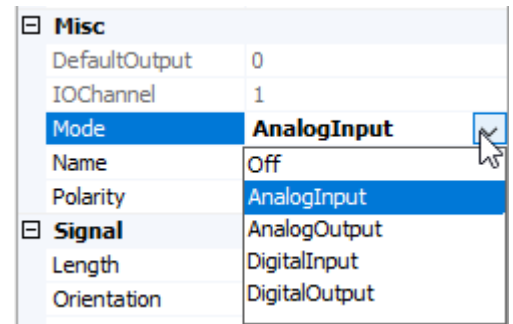 Misc
DefaultOutput 0
IOChannel 1
Mode AnalogInput
Name Off
Polarity AnalogInput
Signal AnalogOutput
Length DigitalInput
Orientation DigitalOutput